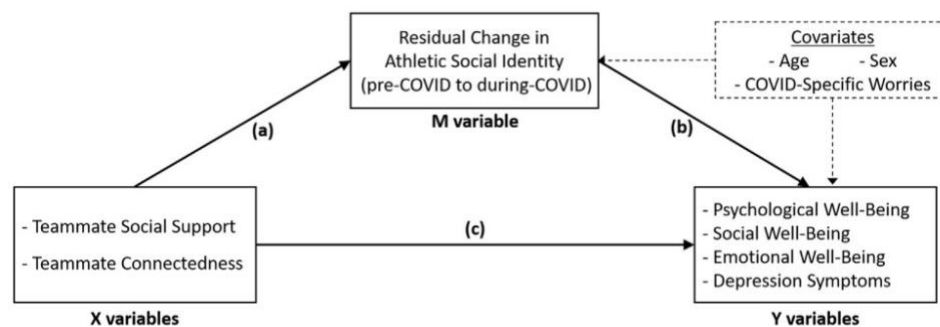 Residual Change in
Athletic Social Identity
(pre-COVID to during-COVID)
M variable
Covariates
- Age - Sex
- COVID-Specific Worries
(a)
(b)
- Teammate Social Support
- Teammate Connectedness
X variables
(c)
- Psychological Well-Being
- Social Well-Being
- Emotional Well-Being
- Depression Symptoms
Y variables